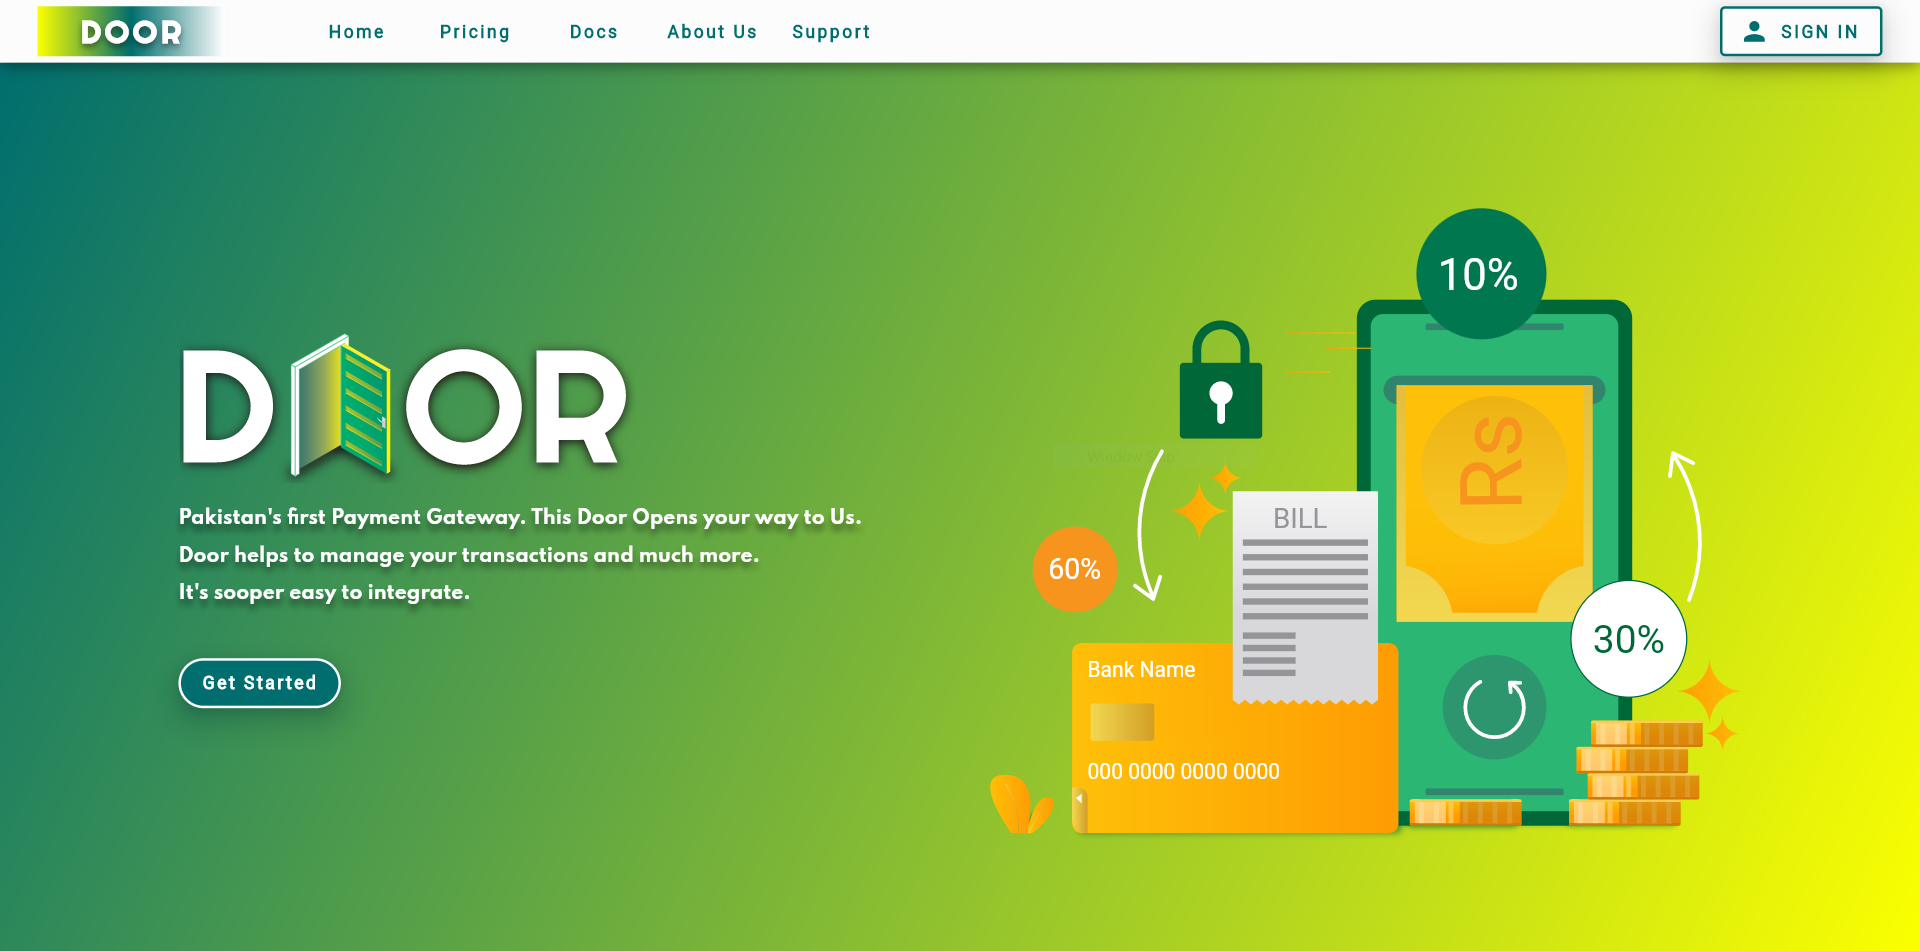 DOOR
Home
Pricing
Docs
About Us
Support
SIGN IN
DOOR
Pakistan's first Payment Gateway. This Door Opens your way to Us.
Door helps to manage your transactions and much more.
It's sooper easy to integrate.
Get Started
10%
Rs
BILL
60%
30%
Bank Name
000 0000 0000 0000